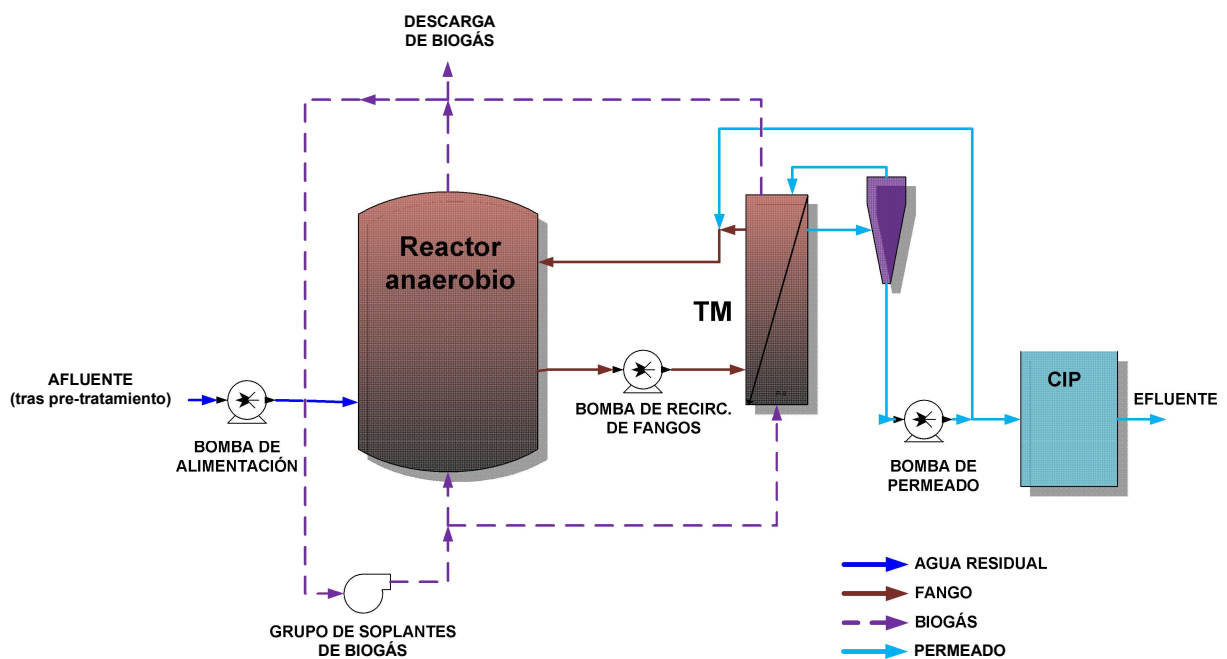 DESCARGA
DE BIOGÁS
Reactor
anaerobio
TM
AFLUENTE
(tras pre-tratamiento)
BOMBA DE
ALIMENTACIÓN
BOMBA DE RECIRC.
DE FANGOS
CIP
EFLUENTE
BOMBA DE
PERMEADO
GRUPO DE SOPLANTES
DE BIOGÁS
AGUA RESIDUAL
FANGO
BIOGÁS
PERMEADO